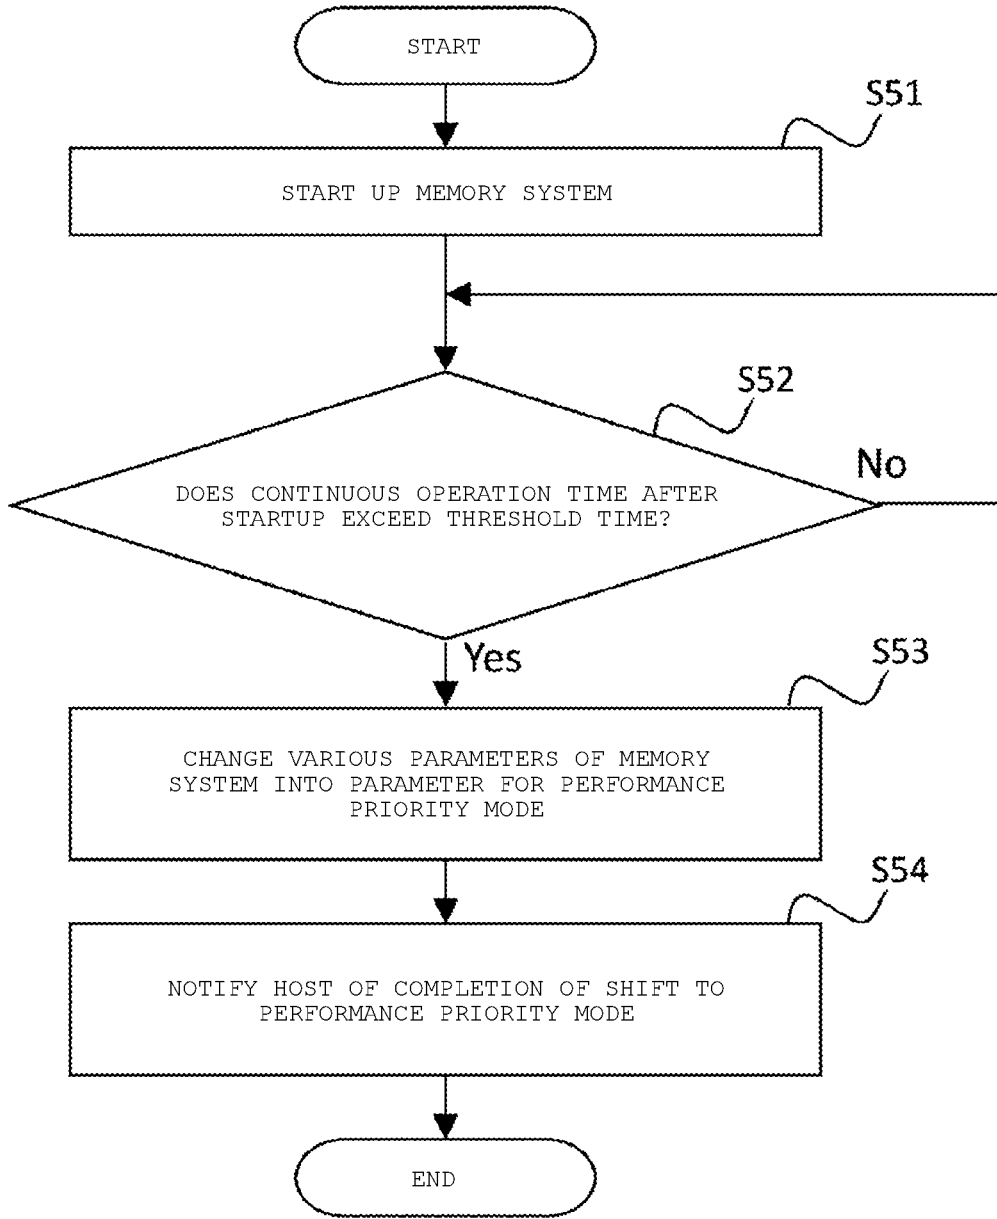 START
S51
START UP MEMORY SYSTEM
S52
No
DOES CONTINUOUS OPERATION TIME AFTER
STARTUP EXCEED THRESHOLD TIME?
Yes
S53
CHANGE VARIOUS PARAMETERS OF MEMORY
SYSTEM INTO PARAMETER FOR PERFORMANCE
PRIORITY MODE
S54
NOTIFY HOST OF COMPLETION OF SHIFT TO
PERFORMANCE PRIORITY MODE
END